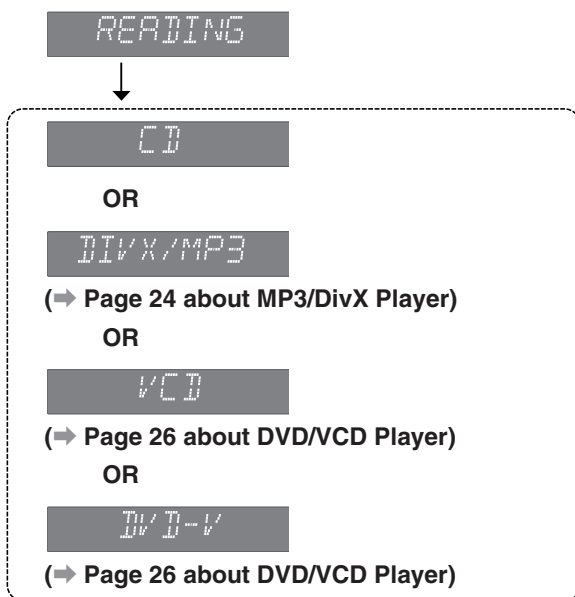 READING
CD
OR
DIVX/MP3
(➡ Page 24 about MP3/DivX Player)
OR
VCD
(➡ Page 26 about DVD/VCD Player)
OR
DVD-V
(➡ Page 26 about DVD/VCD Player)